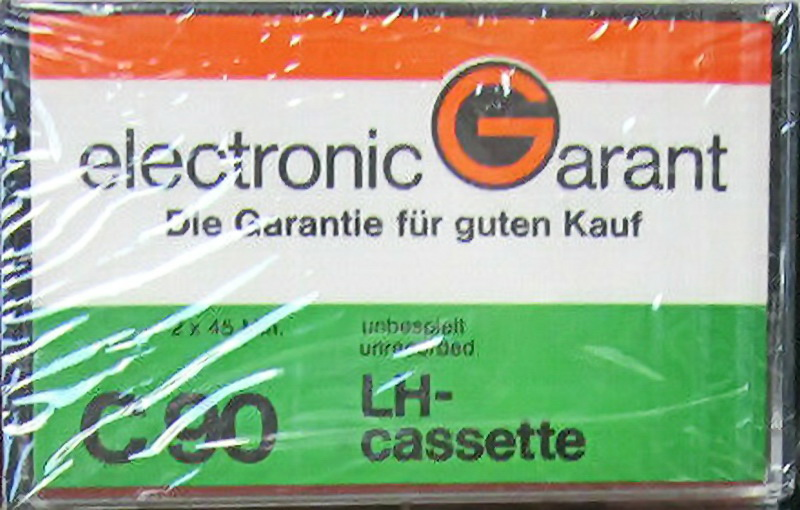 electronic Garant
Die Garantie für guten Kauf
2 x 45 Min.
unbespielt
unrecorded
C 90
LH-
cassette